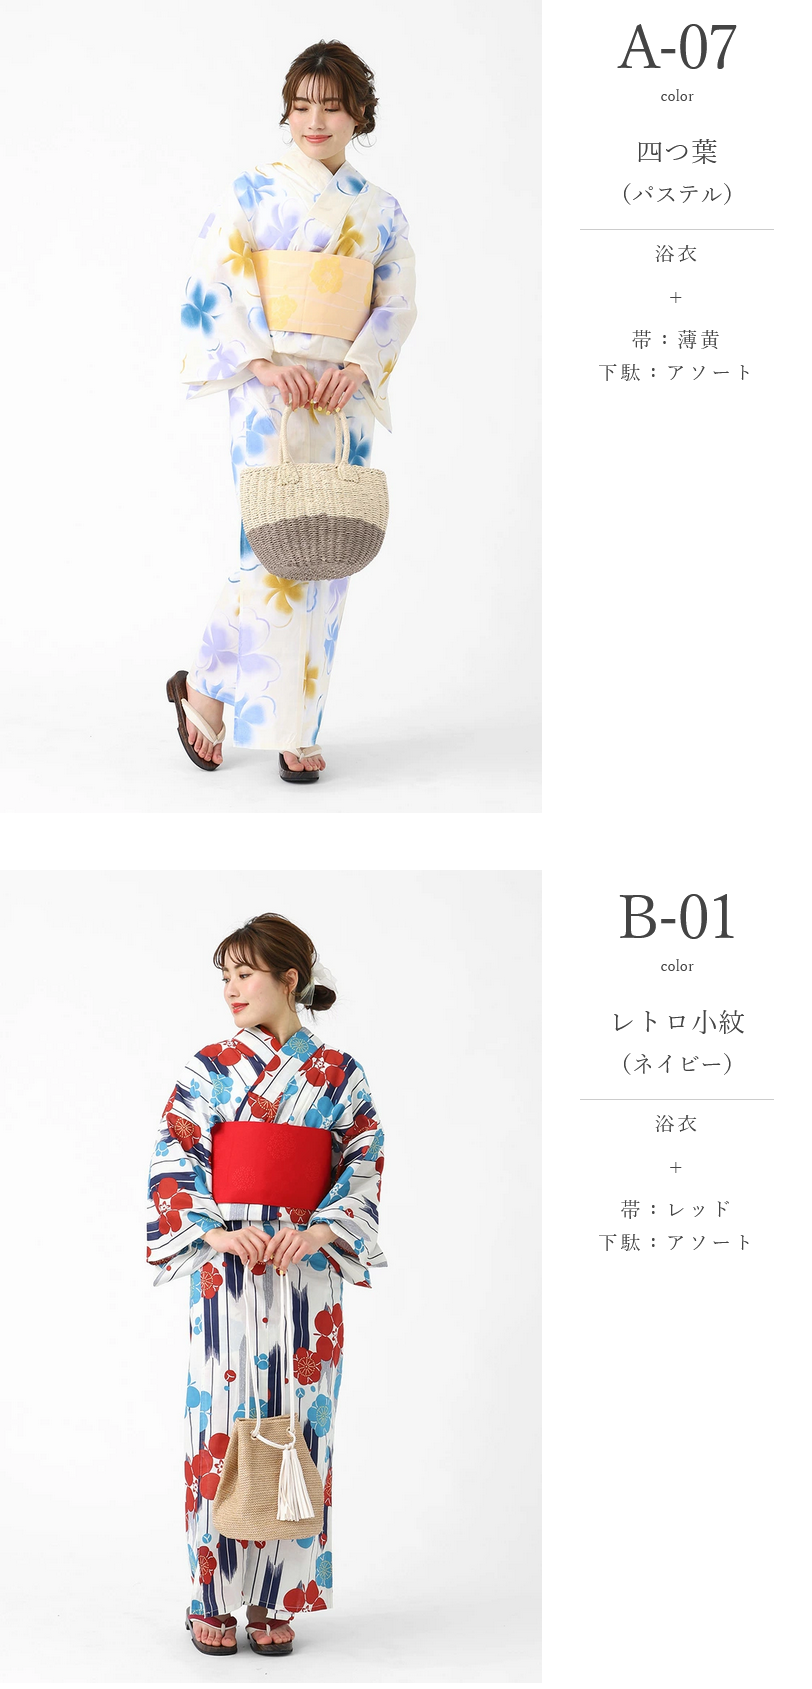 A-07
color
四つ葉
（パステル）
浴衣
+
帯：薄黄
下駄：アソート
B-01
color
レトロ小紋
（ネイビー）
浴衣
+
帯：レッド
下駄：アソート